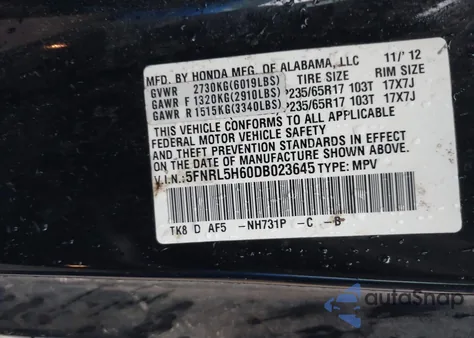 MFD. BY HONDA MFG. OF ALABAMA, LLC 11/'12
GVWR 2730KG(6019LBS) TIRE SIZE RIM SIZE
GAWR F 1320KG(2910LBS) P235/65R17 103T 17X7J
GAWR R 1515KG(3340LBS) P235/65R17 103T 17X7J
THIS VEHICLE CONFORMS TO ALL APPLICABLE
FEDERAL MOTOR VEHICLE SAFETY
AND THEFT PREVENTION STANDARDS IN EFFECT
ON THE DATE OF MANUFACTURE SHOWN ABOVE.
V.I.N.: 5FNRL5H60DB023645 TYPE: MPV
TK8 D AF5 -NH731P -C -B
autoSnap